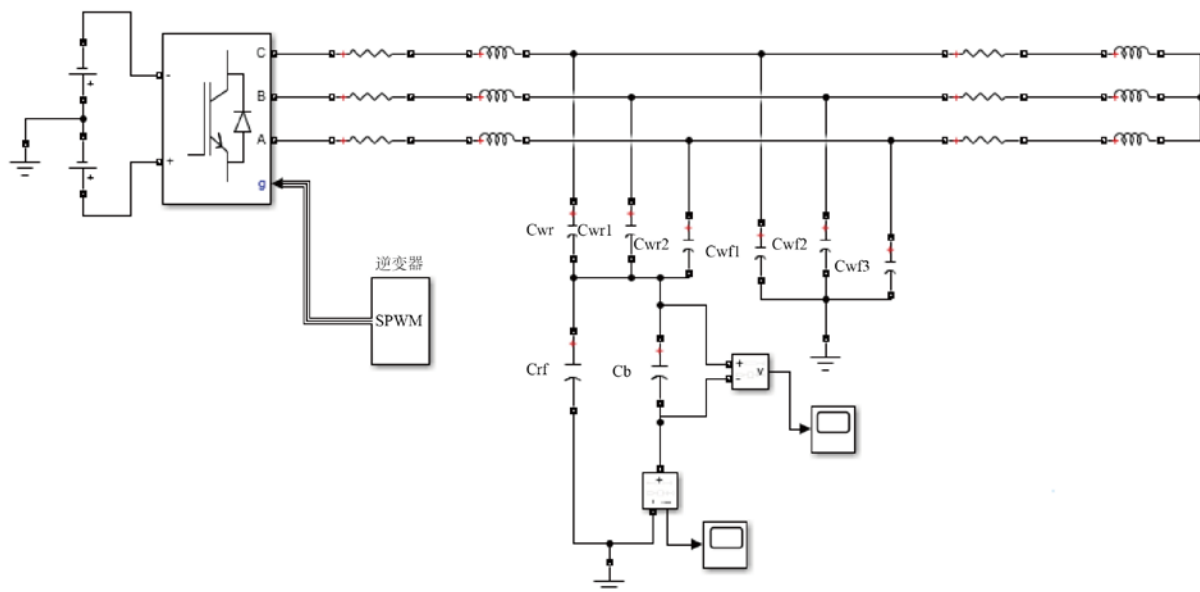 C
B
A
g
-
+
逆变器
SPWM
Cwr
Cwr1
Cwr2
Cwf1
Cwf2
Cwf3
Crf
Cb
+
-
v
+